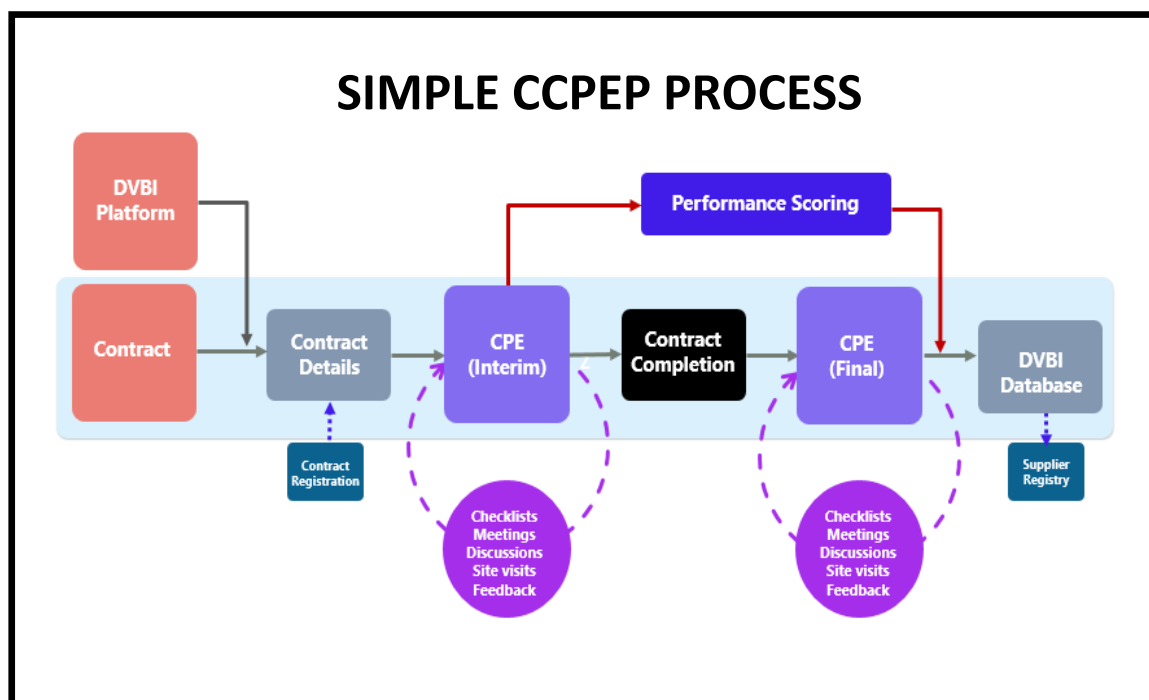 SIMPLE CCPEP PROCESS
DVBI
Platform
Performance Scoring
Contract
Contract
Details
CPE
(Interim)
Contract
Completion
CPE
(Final)
DVBI
Database
Contract
Registration
Supplier
Registry
Checklists
Meetings
Discussions
Site visits
Feedback
Checklists
Meetings
Discussions
Site visits
Feedback